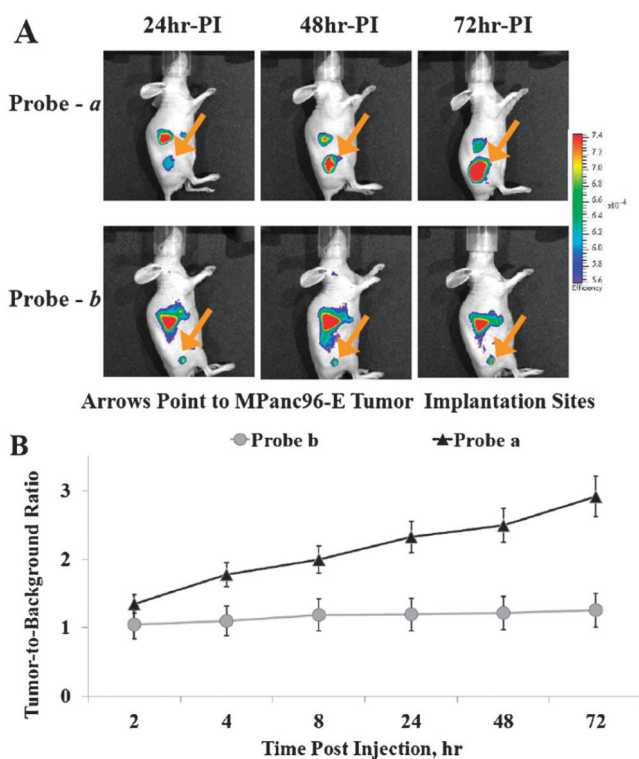 A
24hr-PI 48hr-PI 72hr-PI
Probe - a
7.4
7.2
7.0
6.8
6.6
6.4
6.2
6.0
5.8
5.6
×10⁻⁴
Efficiency
Probe - b
Arrows Point to MPanc96-E Tumor Implantation Sites
B
Probe b Probe a
Tumor-to-Background Ratio
3
2
1
0
2 4 8 24 48 72
Time Post Injection, hr